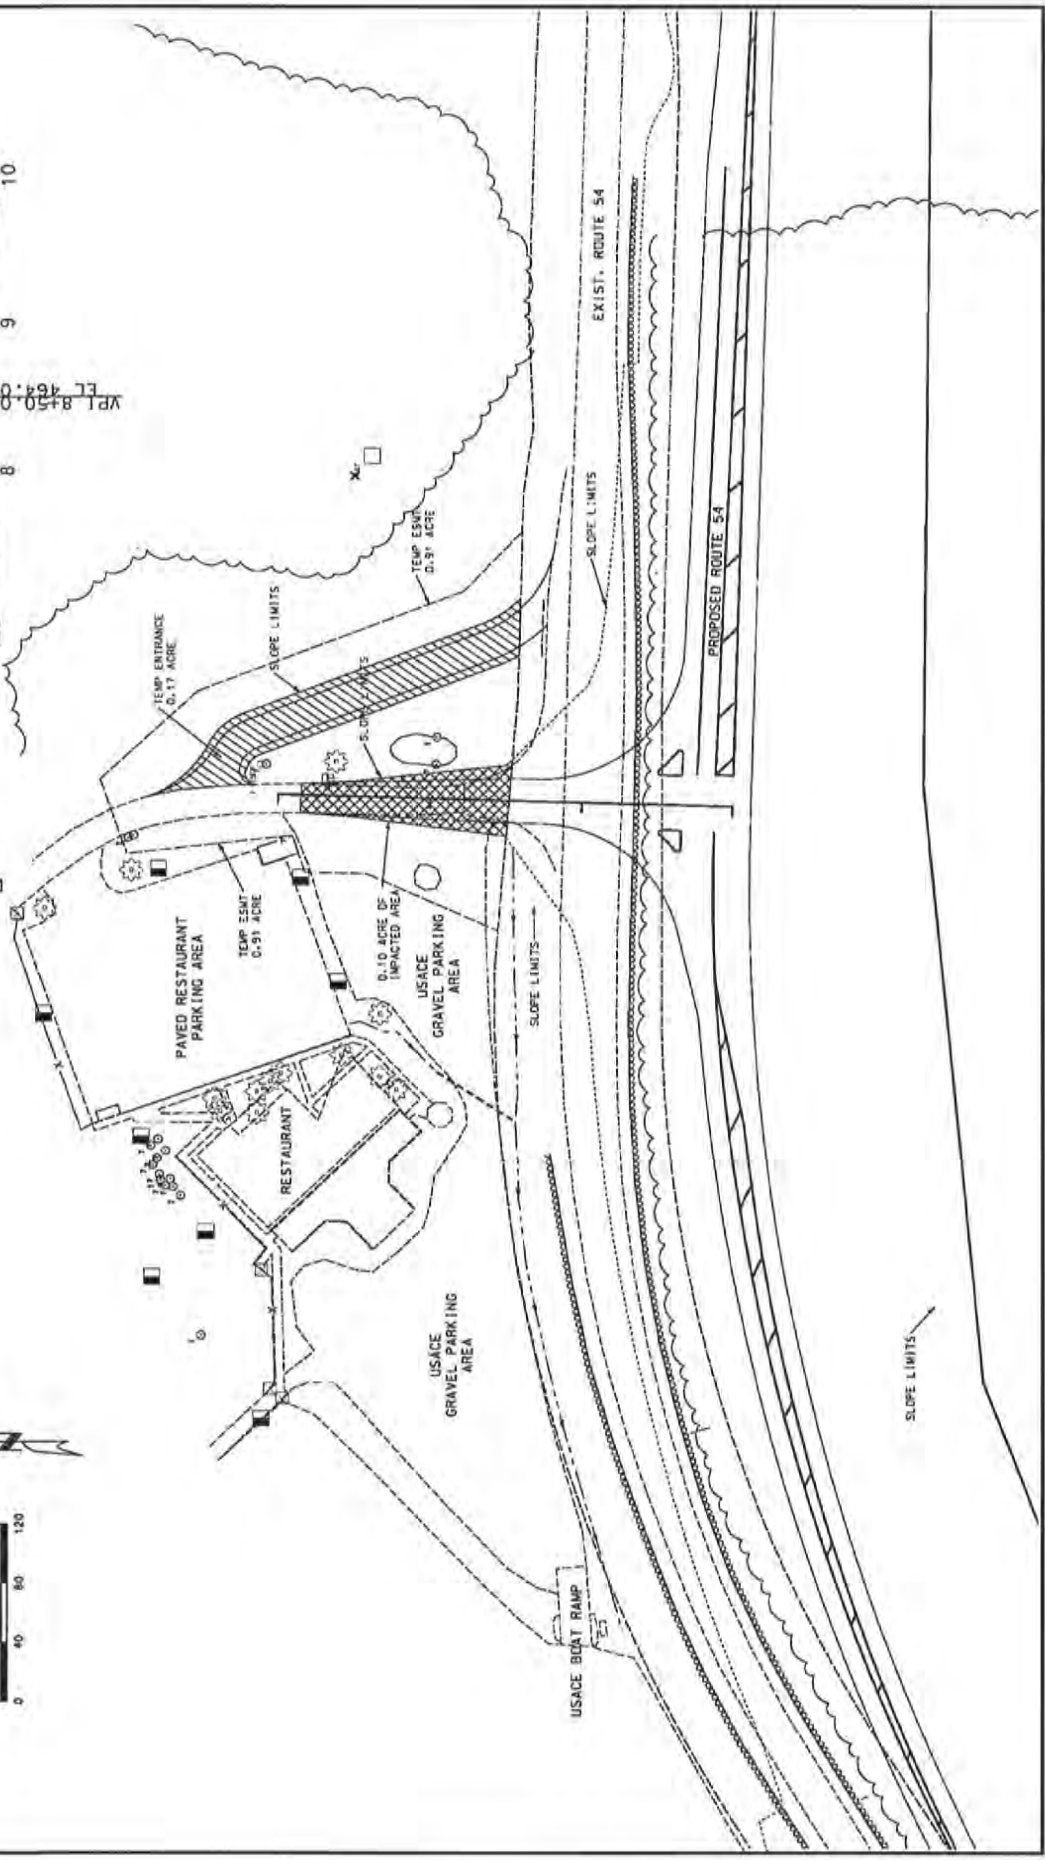 10
9
8
VPI 8+50.0
EL 464.0
EXIST. ROUTE 54
SLOPE LIMITS
PROPOSED ROUTE 54
TEMP ESMT
0.91 ACRE
SLOPE LIMITS
TEMP ENTRANCE
0.17 ACRE
SLOPE LIMITS
TEMP ESMT
0.91 ACRE
0.10 ACRE OF
IMPACTED AREA
PAVED RESTAURANT
PARKING AREA
USACE
GRAVEL PARKING
AREA
SLOPE LIMITS
RESTAURANT
USACE
GRAVEL PARKING
AREA
SLOPE LIMITS
USACE BOAT RAMP
0 40 80 120